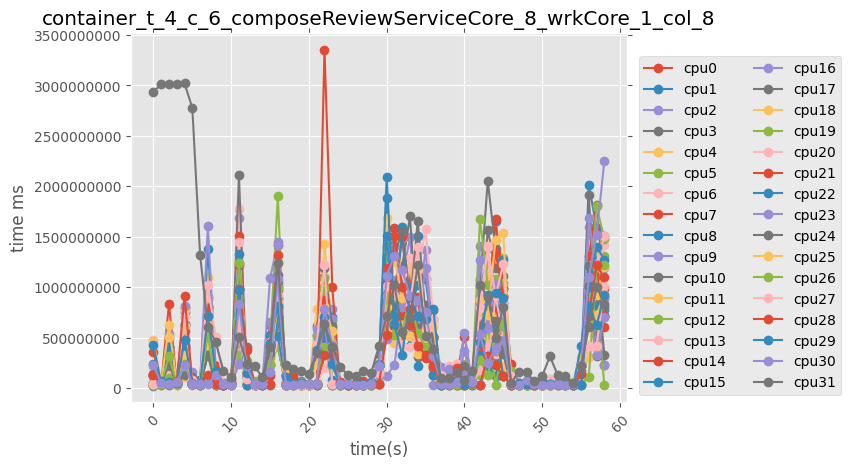 container_t_4_c_6_composeReviewServiceCore_8_wrkCore_1_col_8
3500000000
3000000000
2500000000
2000000000
1500000000
1000000000
500000000
0
time ms
0
10
20
30
40
50
60
time(s)
cpu0
cpu1
cpu2
cpu3
cpu4
cpu5
cpu6
cpu7
cpu8
cpu9
cpu10
cpu11
cpu12
cpu13
cpu14
cpu15
cpu16
cpu17
cpu18
cpu19
cpu20
cpu21
cpu22
cpu23
cpu24
cpu25
cpu26
cpu27
cpu28
cpu29
cpu30
cpu31